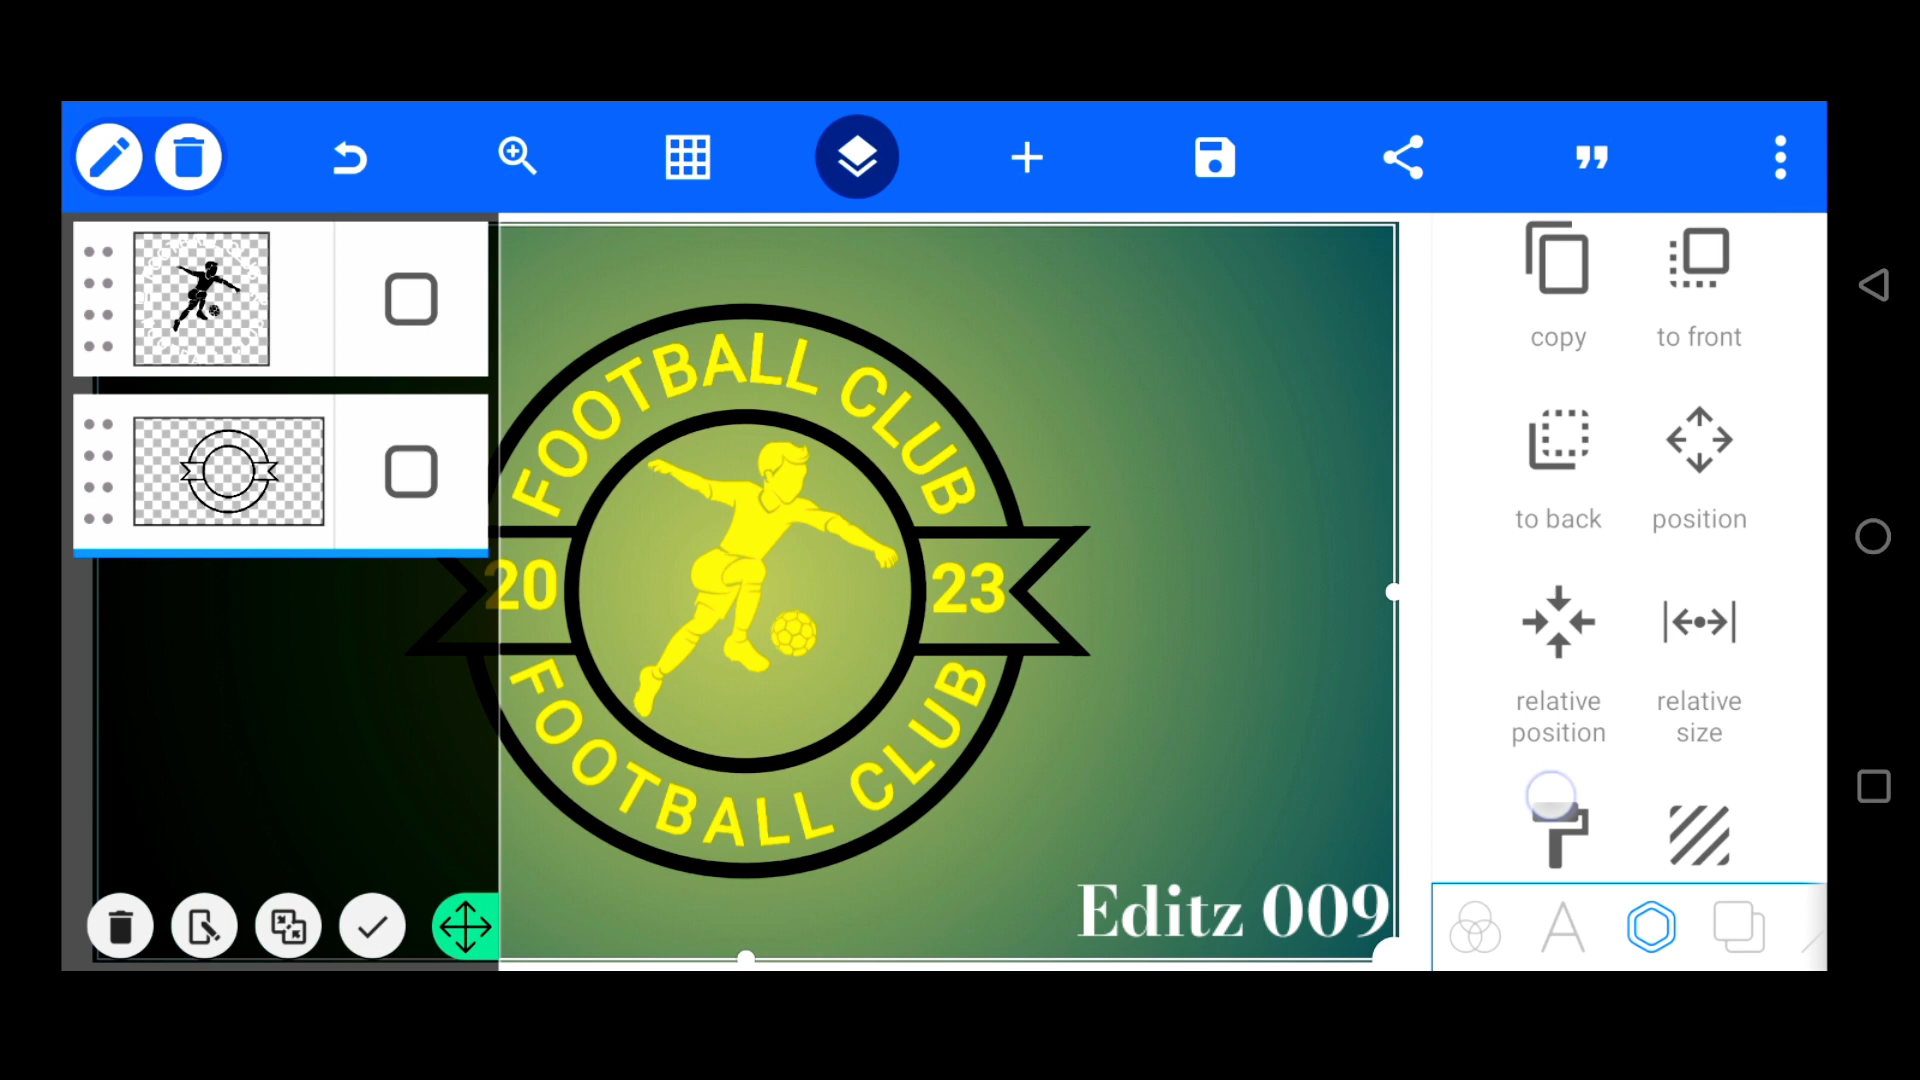 copy
to front
FOOTBALL CLUB
to back
position
20
23
relative
position
relative
size
FOOTBALL CLUB
Editz 009